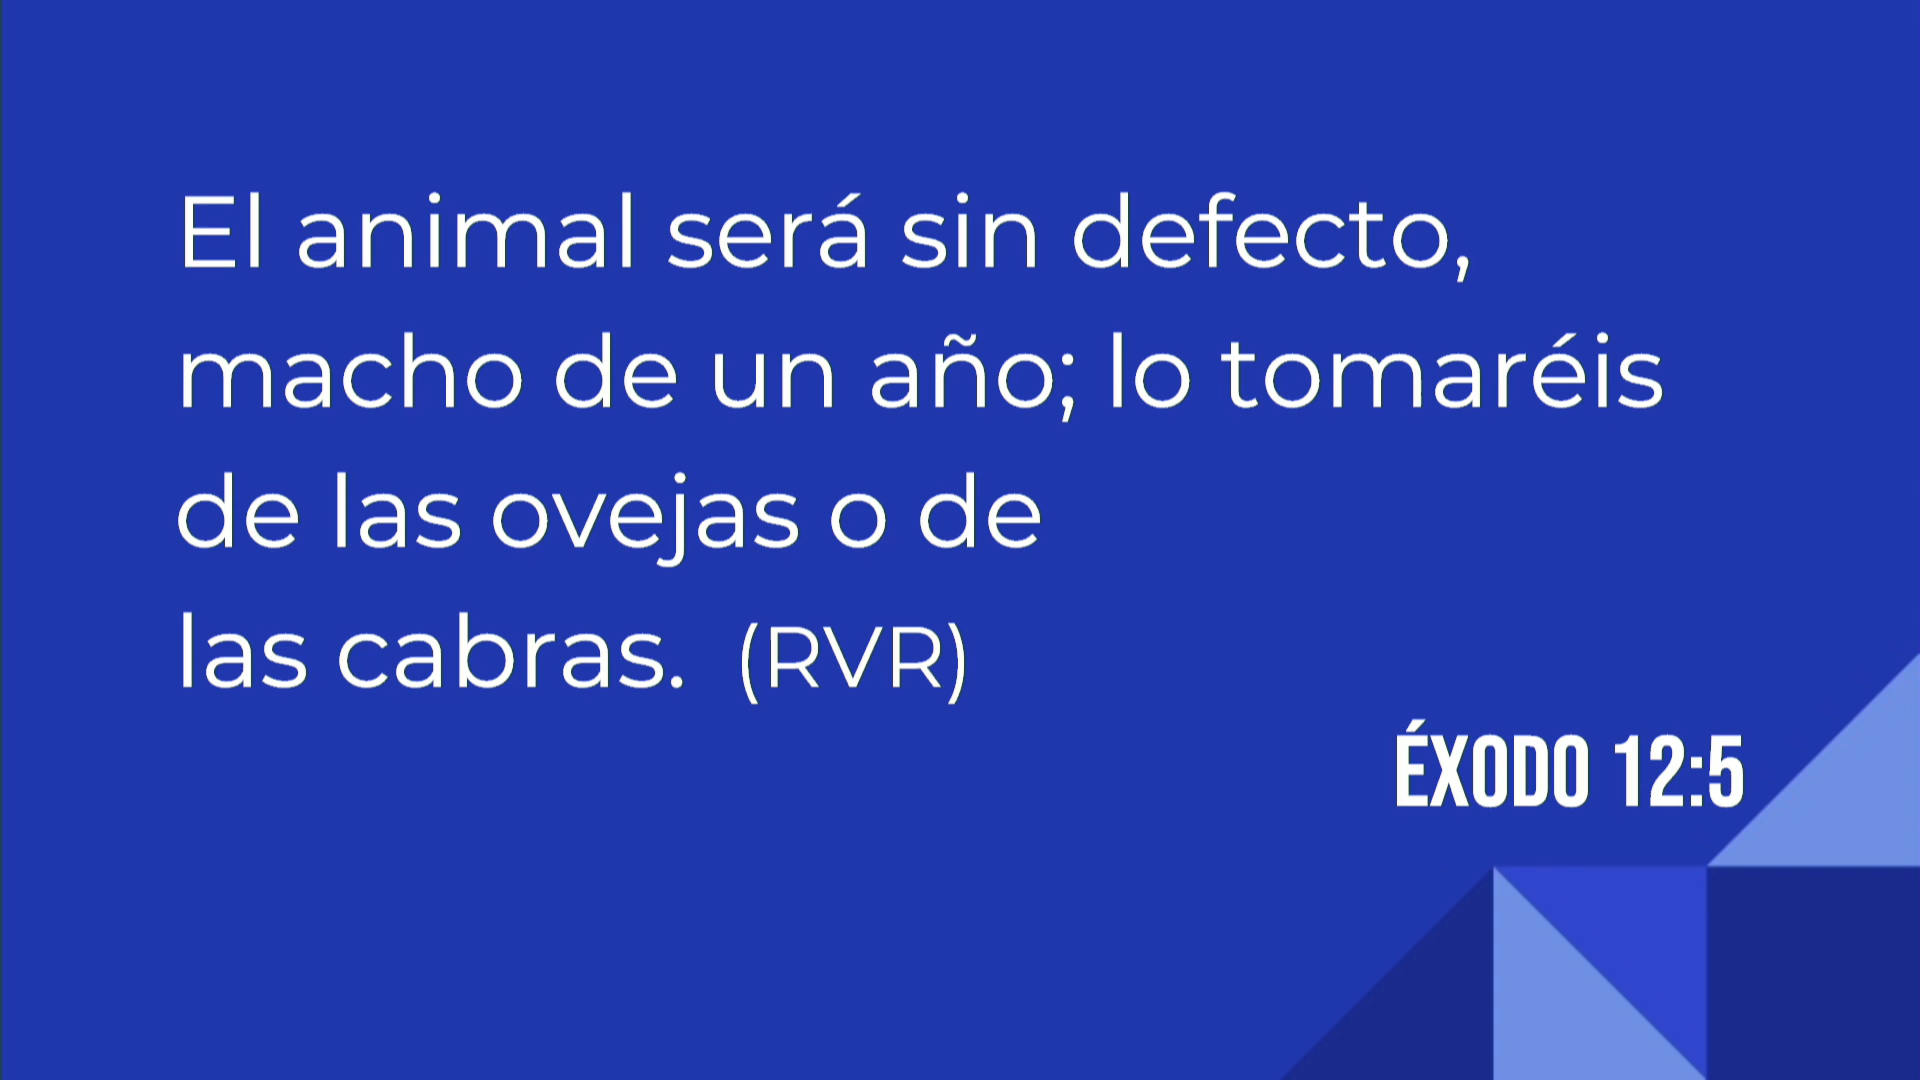 El animal será sin defecto,
macho de un año; lo tomaréis
de las ovejas o de
las cabras. (RVR)
ÉXODO 12:5